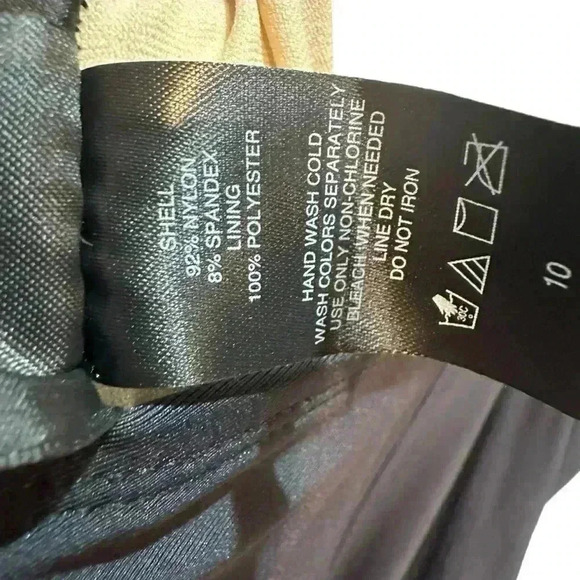 SHELL
92% NYLON
8% SPANDEX
LINING
100% POLYESTER
HAND WASH COLD
WASH COLORS SEPARATELY
USE ONLY NON-CHLORINE
BLEACH WHEN NEEDED
LINE DRY
DO NOT IRON
30C
10